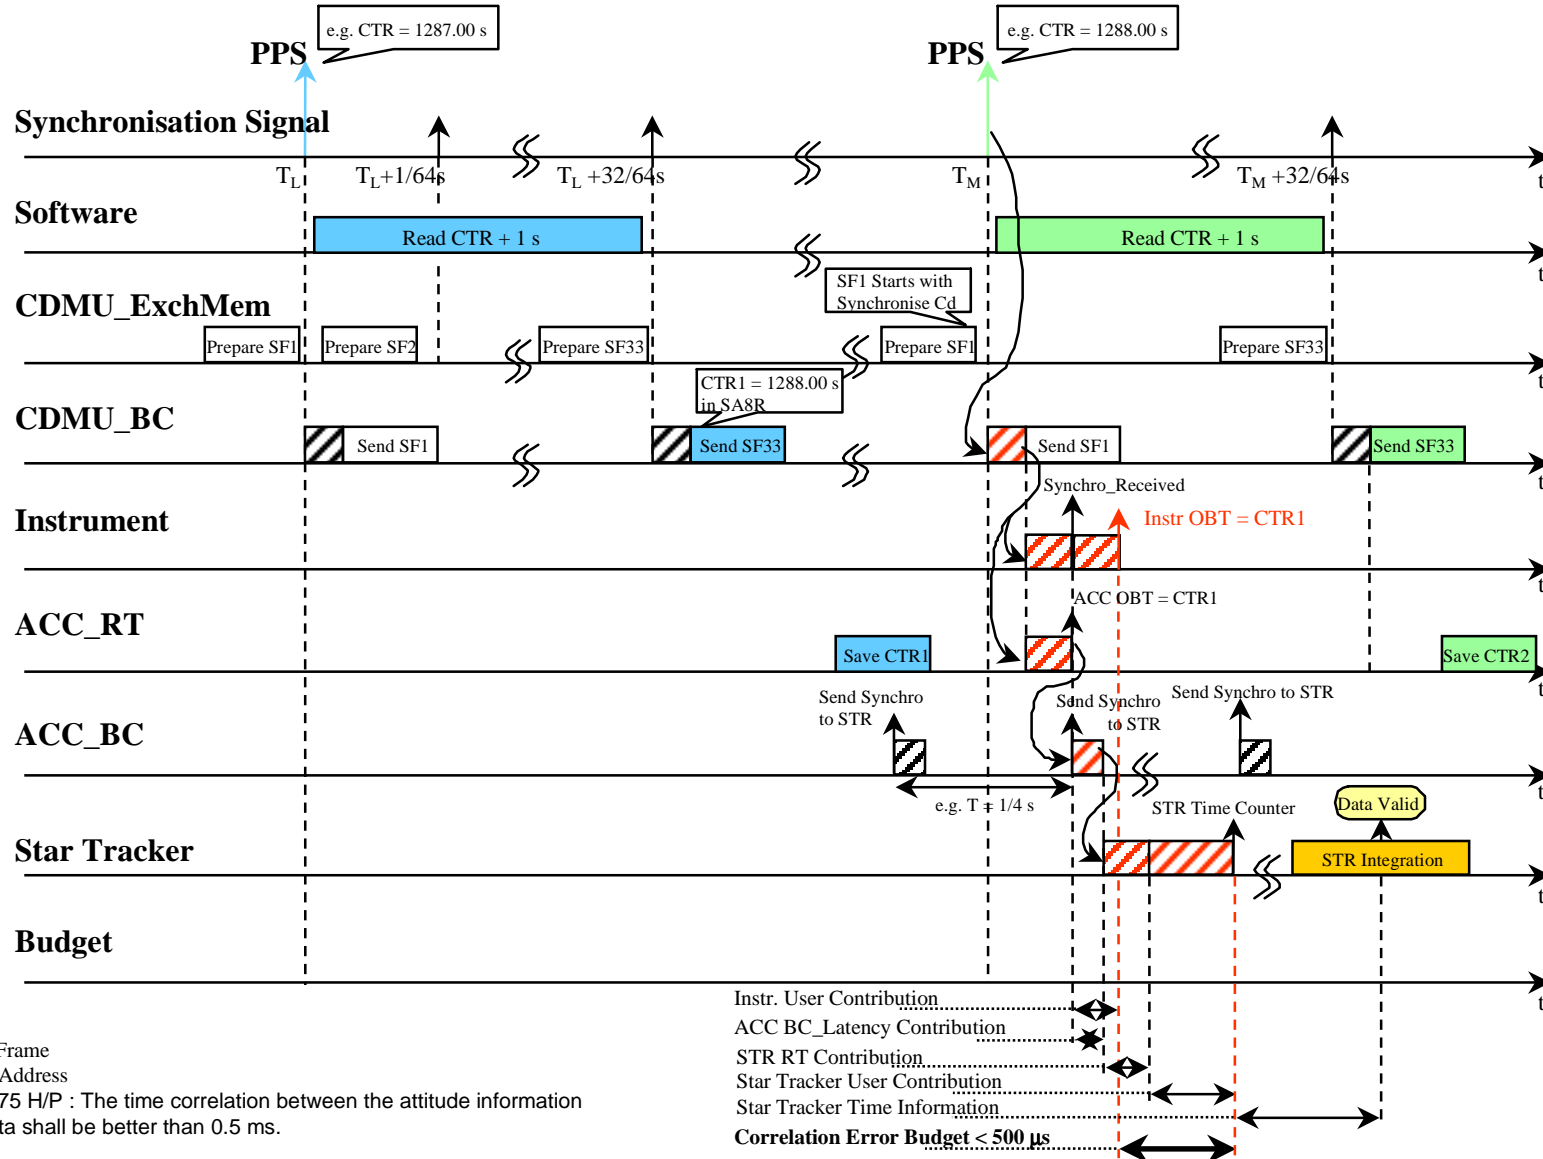 e.g. CTR = 1287.00 s
e.g. CTR = 1288.00 s
PPS
PPS
Synchronisation Signal
TL
TL+1/64s
TL +32/64s
TM
TM +32/64s
t
Software
Read CTR + 1 s
Read CTR + 1 s
t
SF1 Starts with
Synchronise Cd
CDMU_ExchMem
Prepare SF1
Prepare SF2
Prepare SF33
Prepare SF1
Prepare SF33
t
CTR1 = 1288.00 s
in SA8R
CDMU_BC
Send SF1
Send SF33
Send SF1
Send SF33
t
Synchro_Received
Instrument
Instr OBT = CTR1
t
ACC OBT = CTR1
ACC_RT
Save CTR1
Save CTR2
t
Send Synchro
to STR
Send Synchro
to STR
Send Synchro to STR
ACC_BC
t
e.g. T = 1/4 s
STR Time Counter
Data Valid
Star Tracker
STR Integration
t
Budget
t
Instr. User Contribution
ACC BC_Latency Contribution
STR RT Contribution
Star Tracker User Contribution
Star Tracker Time Information
Correlation Error Budget < 500 µs
Frame
Address
75 H/P : The time correlation between the attitude information
ta shall be better than 0.5 ms.